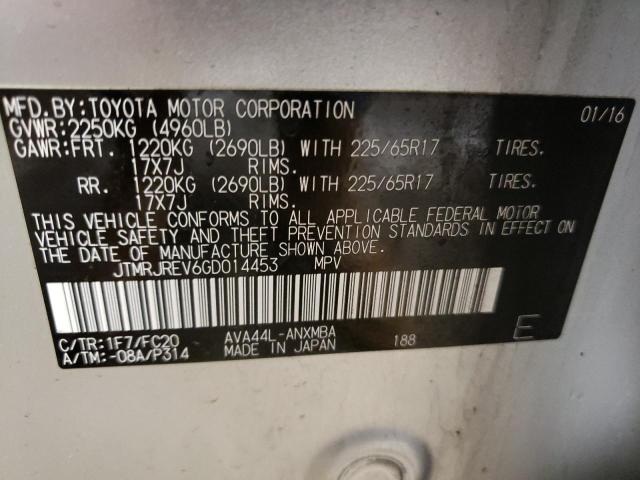 MFD.BY:TOYOTA MOTOR CORPORATION 01/16
GVWR:2250KG (4960LB)
GAWR:FRT. 1220KG (2690LB) WITH 225/65R17 TIRES.
17X7J RIMS.
RR. 1220KG (2690LB) WITH 225/65R17 TIRES.
17X7J RIMS.
THIS VEHICLE CONFORMS TO ALL APPLICABLE FEDERAL MOTOR
VEHICLE SAFETY AND THEFT PREVENTION STANDARDS IN EFFECT ON
THE DATE OF MANUFACTURE SHOWN ABOVE.
JTMRJREV6GD014453 MPV
C/TR:1F7/FC20 AVA44L-ANXMBA 188 E
A/TM:-08A/P314 MADE IN JAPAN